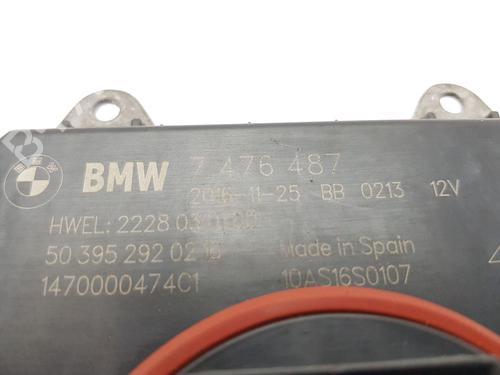 BMW 7 476 487
2016-11-25 BB 0213 12V
HWEL: 2228
50 395 292 0 Made in Spain
1470000474C1 10AS16S0107